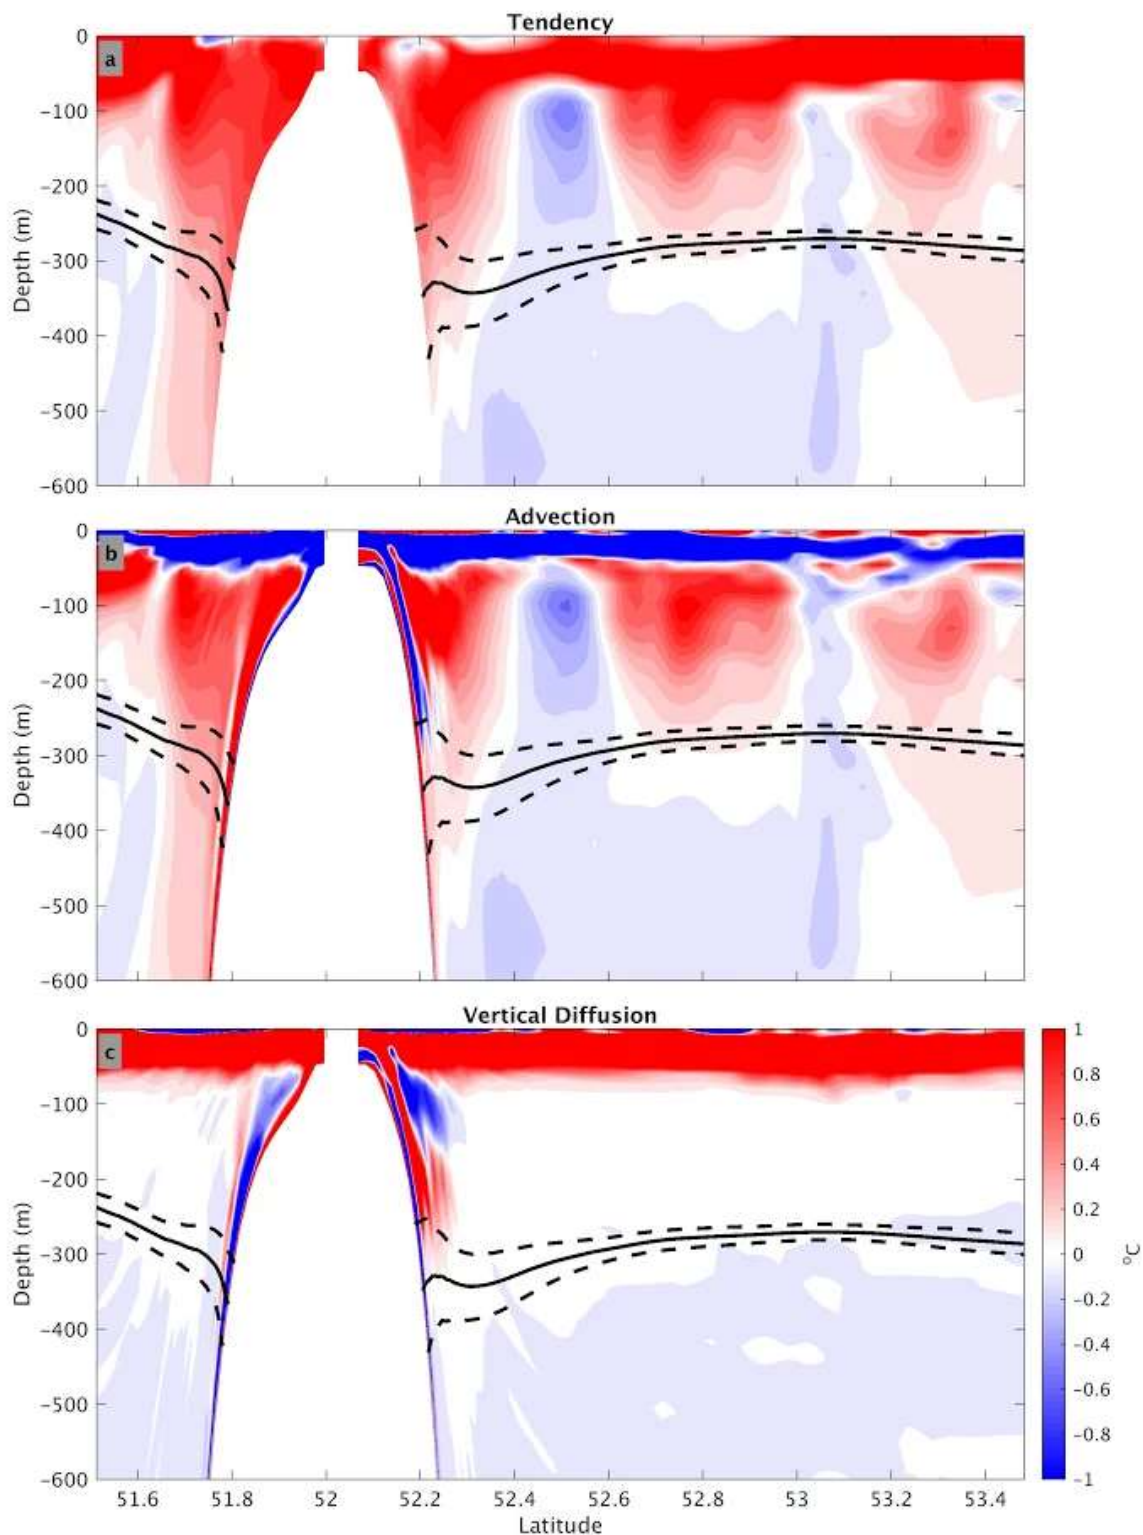 Tendency
a
0
-100
-200
-300
-400
-500
-600
Depth (m)
Advection
b
0
-100
-200
-300
-400
-500
-600
Depth (m)
Vertical Diffusion
c
0
-100
-200
-300
-400
-500
-600
Depth (m)
51.6 51.8 52 52.2 52.4 52.6 52.8 53 53.2 53.4
Latitude
1
0.8
0.6
0.4
0.2
0
-0.2
-0.4
-0.6
-0.8
-1
°C